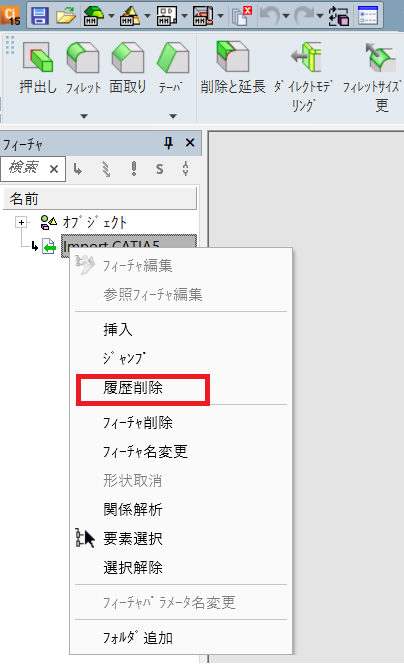 15
押出し フィレット 面取り テーパ 削除と延長 ダイレクトモデリング フィレットサイズ
更
フィーチャ
検索
S
名前
オブジェクト
Import CATIA5
フィーチャ編集
参照フィーチャ編集
挿入
ジャンプ
履歴削除
フィーチャ削除
フィーチャ名変更
形状取消
関係解析
要素選択
選択解除
フィーチャパラメータ名変更
フォルダ追加